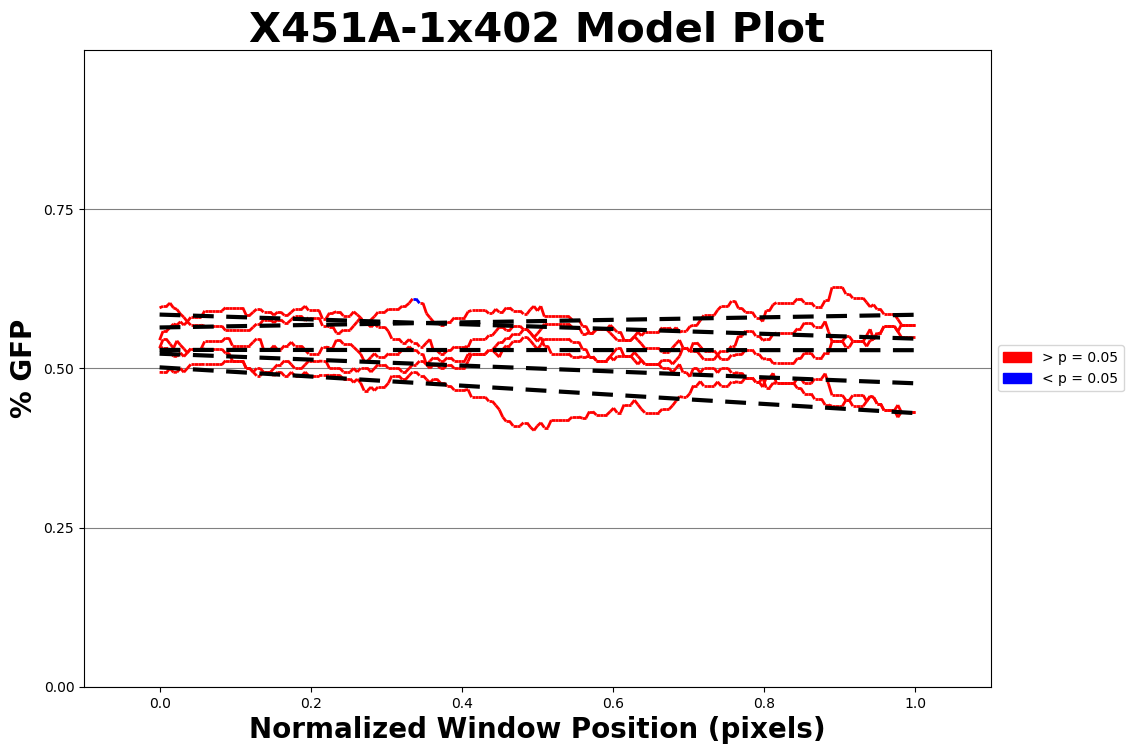 X451A-1x402 Model Plot
% GFP
0.75
0.50
0.25
0.00
0.0 0.2 0.4 0.6 0.8 1.0
Normalized Window Position (pixels)
> p = 0.05
< p = 0.05